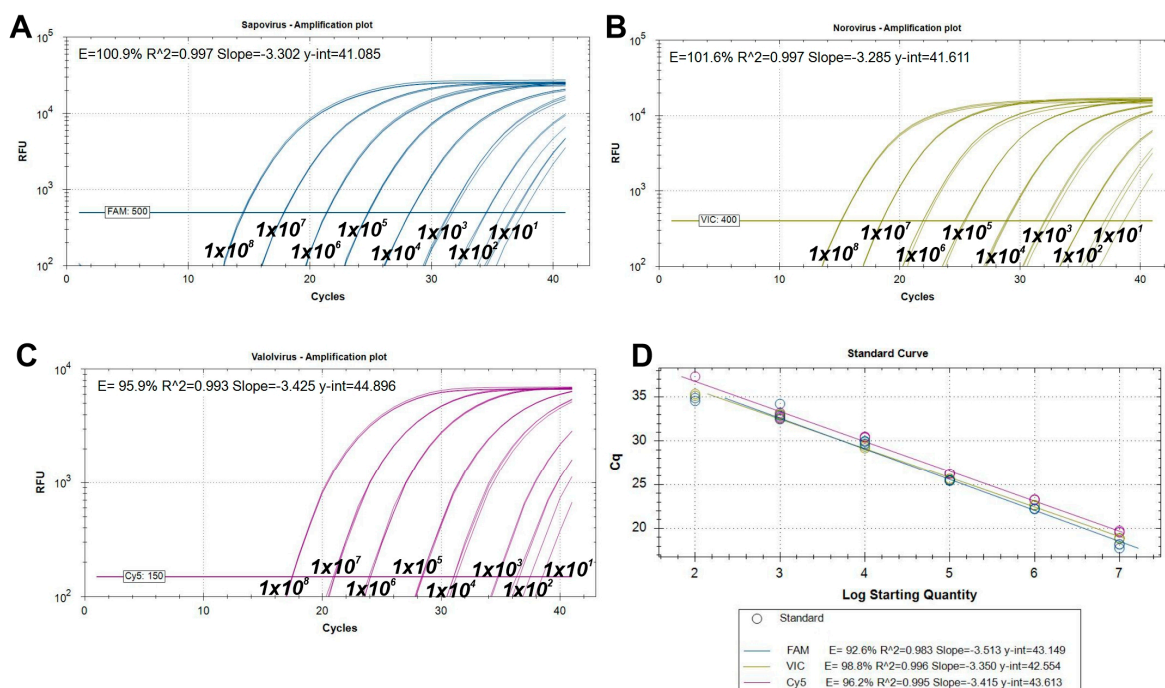 A
Sapovirus - Amplification plot
E=100.9% R^2=0.997 Slope=-3.302 y-int=41.085
10^5
10^4
10^3
10^2
RFU
FAM: 500
1x10^8
1x10^7
1x10^6
1x10^5
1x10^4
1x10^3
1x10^2
1x10^1
0 10 20 30 40
Cycles
B
Norovirus - Amplification plot
E=101.6% R^2=0.997 Slope=-3.285 y-int=41.611
10^5
10^4
10^3
10^2
RFU
VIC: 400
1x10^8
1x10^7
1x10^6
1x10^5
1x10^4
1x10^3
1x10^2
1x10^1
0 10 20 30 40
Cycles
C
Valolvirus - Amplification plot
E= 95.9% R^2=0.993 Slope=-3.425 y-int=44.896
10^4
10^3
10^2
RFU
Cy5: 150
1x10^8
1x10^7
1x10^6
1x10^5
1x10^4
1x10^3
1x10^2
1x10^1
0 10 20 30 40
Cycles
D
Standard Curve
35
30
25
20
Cq
2 3 4 5 6 7
Log Starting Quantity
Standard
FAM E= 92.6% R^2=0.983 Slope=-3.513 y-int=43.149
VIC E= 98.8% R^2=0.996 Slope=-3.350 y-int=42.554
Cy5 E= 96.2% R^2=0.995 Slope=-3.415 y-int=43.613